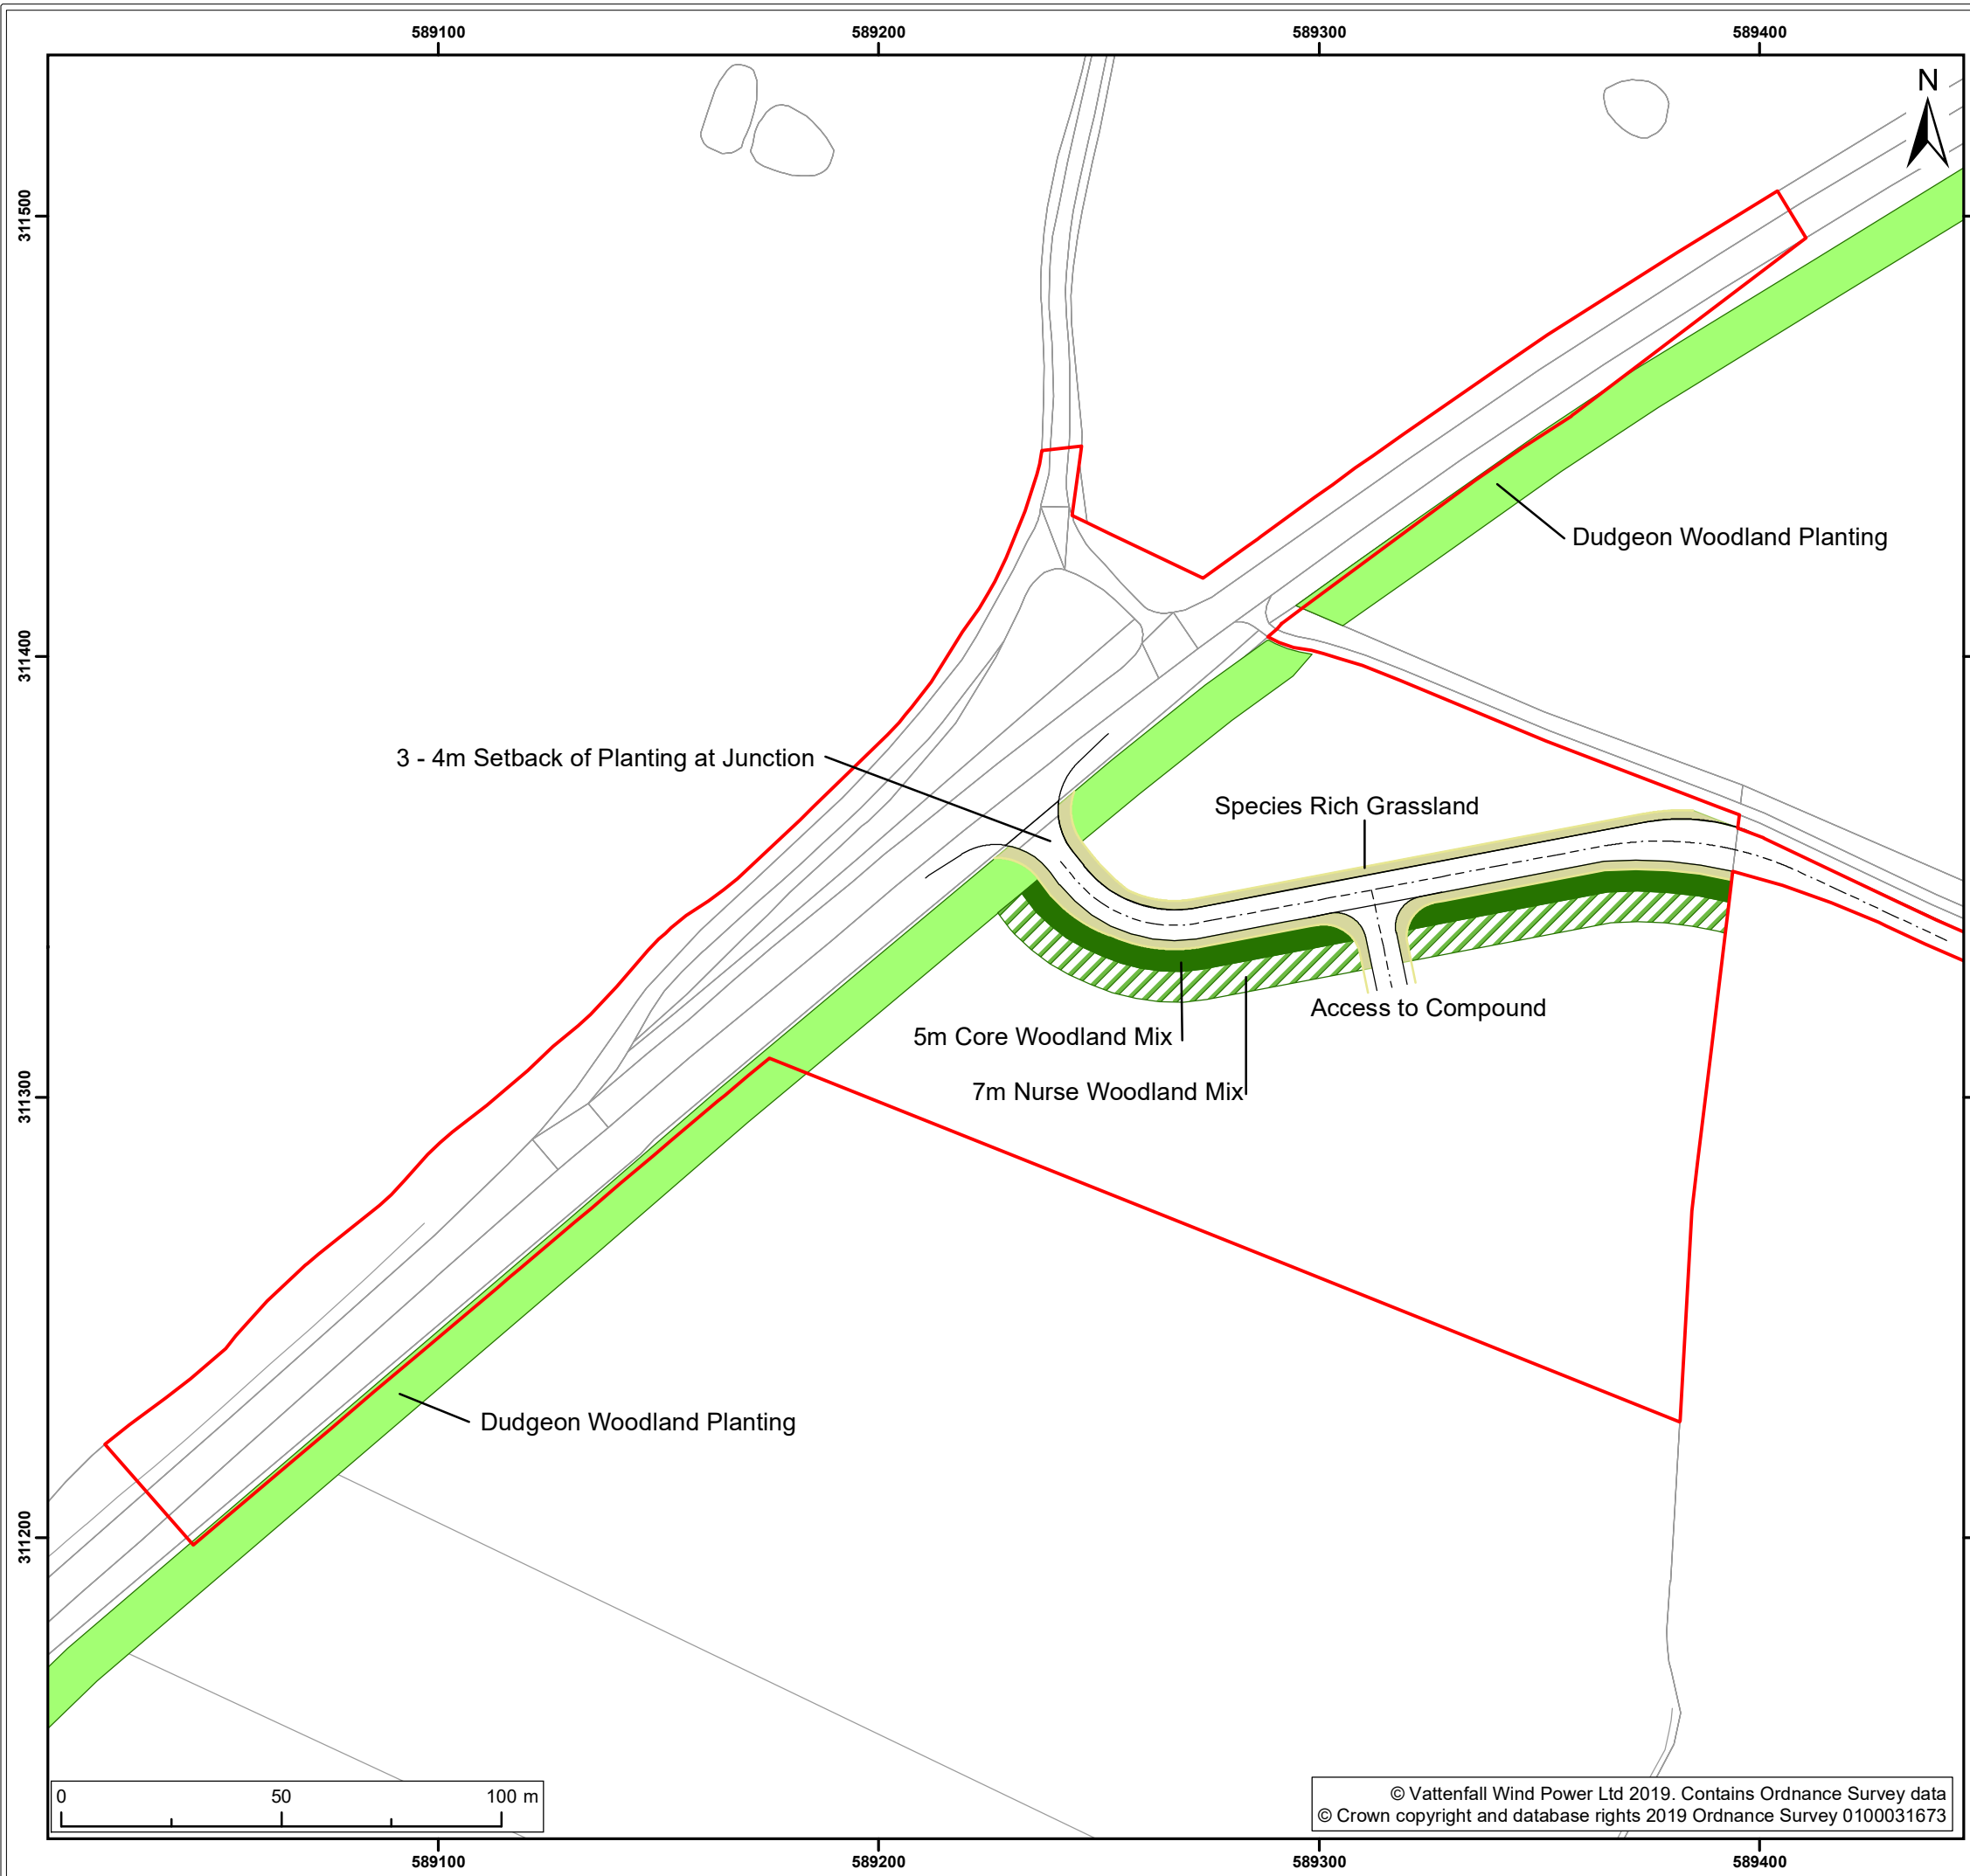 589100
589200
589300
589400
N
311500
Dudgeon Woodland Planting
311400
3 - 4m Setback of Planting at Junction
Species Rich Grassland
Access to Compound
5m Core Woodland Mix
7m Nurse Woodland Mix
311300
Dudgeon Woodland Planting
311200
0 50 100 m
© Vattenfall Wind Power Ltd 2019. Contains Ordnance Survey data
© Crown copyright and database rights 2019 Ordnance Survey 0100031673
589100
589200
589300
589400